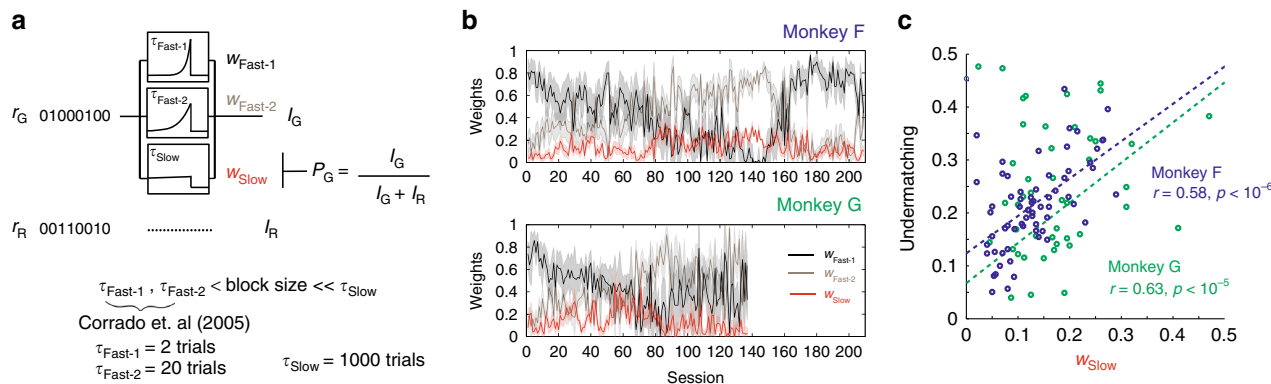 a
τFast-1
wFast-1
τFast-2
wFast-2
rG 01000100
IG
τSlow
wSlow
PG = IG / IG + IR
rR 00110010
IR
τFast-1 , τFast-2 < block size << τSlow
Corrado et. al (2005)
τFast-1 = 2 trials
τFast-2 = 20 trials
τSlow = 1000 trials
b
Monkey F
Weights
1
0.8
0.6
0.4
0.2
0
0 20 40 60 80 100 120 140 160 180 200
Monkey G
Weights
1
0.8
0.6
0.4
0.2
0
wFast-1
wFast-2
wSlow
0 20 40 60 80 100 120 140 160 180 200
Session
c
Undermatching
0.5
0.4
0.3
0.2
0.1
0
Monkey F
r = 0.58, p < 10⁻⁶
Monkey G
r = 0.63, p < 10⁻⁵
0 0.1 0.2 0.3 0.4 0.5
wSlow